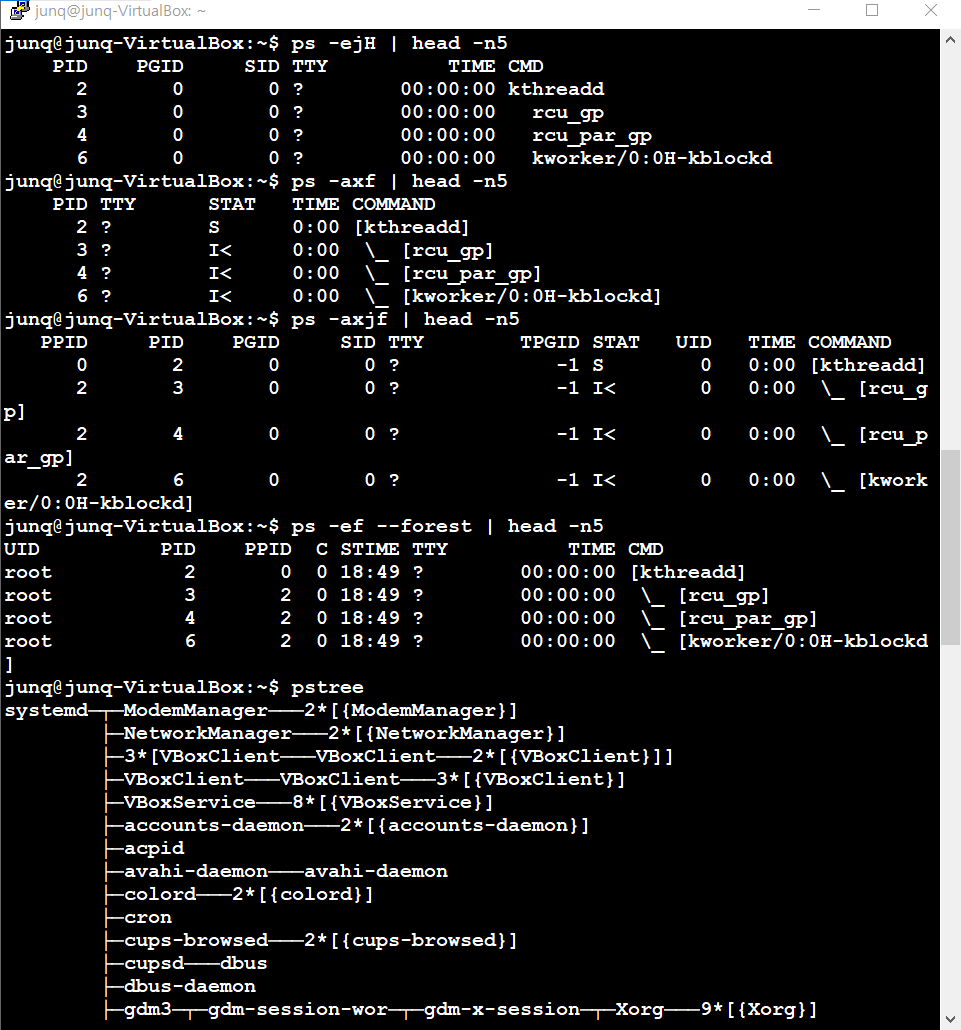 junq@junq-VirtualBox: ~
junq@junq-VirtualBox:~$ ps -ejH | head -n5
    PID    PGID     SID TTY          TIME CMD
      2       0       0 ?        00:00:00 kthreadd
      3       0       0 ?        00:00:00   rcu_gp
      4       0       0 ?        00:00:00   rcu_par_gp
      6       0       0 ?        00:00:00   kworker/0:0H-kblockd
junq@junq-VirtualBox:~$ ps -axf | head -n5
    PID TTY      STAT   TIME COMMAND
      2 ?        S      0:00 [kthreadd]
      3 ?        I<     0:00  \_ [rcu_gp]
      4 ?        I<     0:00  \_ [rcu_par_gp]
      6 ?        I<     0:00  \_ [kworker/0:0H-kblockd]
junq@junq-VirtualBox:~$ ps -axjf | head -n5
   PPID     PID    PGID     SID TTY        TPGID STAT   UID   TIME COMMAND
      0       2       0       0 ?             -1 S        0   0:00 [kthreadd]
      2       3       0       0 ?             -1 I<       0   0:00  \_ [rcu_g
p]
      2       4       0       0 ?             -1 I<       0   0:00  \_ [rcu_p
ar_gp]
      2       6       0       0 ?             -1 I<       0   0:00  \_ [kwork
er/0:0H-kblockd]
junq@junq-VirtualBox:~$ ps -ef --forest | head -n5
UID          PID    PPID  C STIME TTY          TIME CMD
root           2       0  0 18:49 ?        00:00:00 [kthreadd]
root           3       2  0 18:49 ?        00:00:00  \_ [rcu_gp]
root           4       2  0 18:49 ?        00:00:00  \_ [rcu_par_gp]
root           6       2  0 18:49 ?        00:00:00  \_ [kworker/0:0H-kblockd
]
junq@junq-VirtualBox:~$ pstree
systemd─┬─ModemManager───2*[{ModemManager}]
        ├─NetworkManager───2*[{NetworkManager}]
        ├─3*[VBoxClient───VBoxClient───2*[{VBoxClient}]]
        ├─VBoxClient───VBoxClient───3*[{VBoxClient}]
        ├─VBoxService───8*[{VBoxService}]
        ├─accounts-daemon───2*[{accounts-daemon}]
        ├─acpid
        ├─avahi-daemon───avahi-daemon
        ├─colord───2*[{colord}]
        ├─cron
        ├─cups-browsed───2*[{cups-browsed}]
        ├─cupsd───dbus
        ├─dbus-daemon
        ├─gdm3─┬─gdm-session-wor─┬─gdm-x-session─┬─Xorg───9*[{Xorg}]